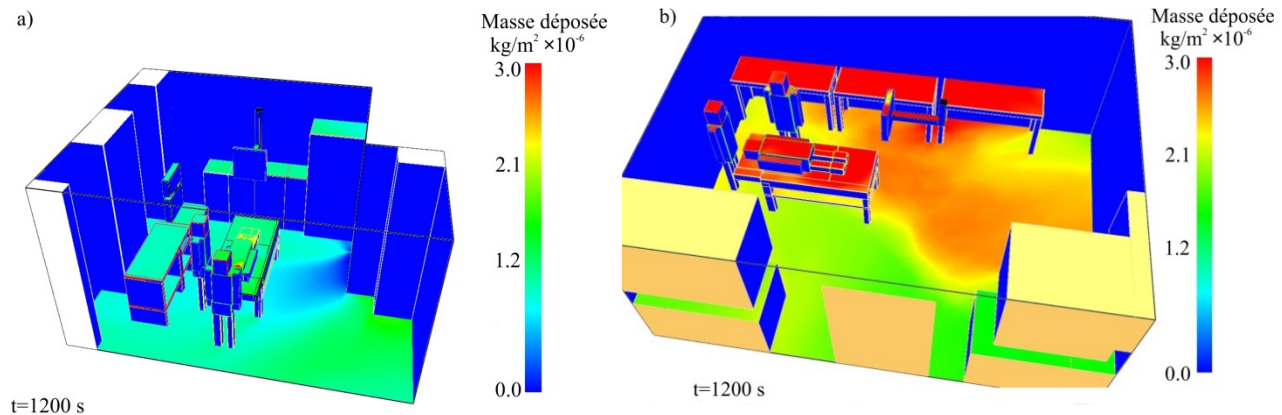 a)
Masse déposée
kg/m² ×10⁻⁶
3.0
2.1
1.2
0.0
t=1200 s
b)
Masse déposée
kg/m² ×10⁻⁶
3.0
2.1
1.2
0.0
t=1200 s